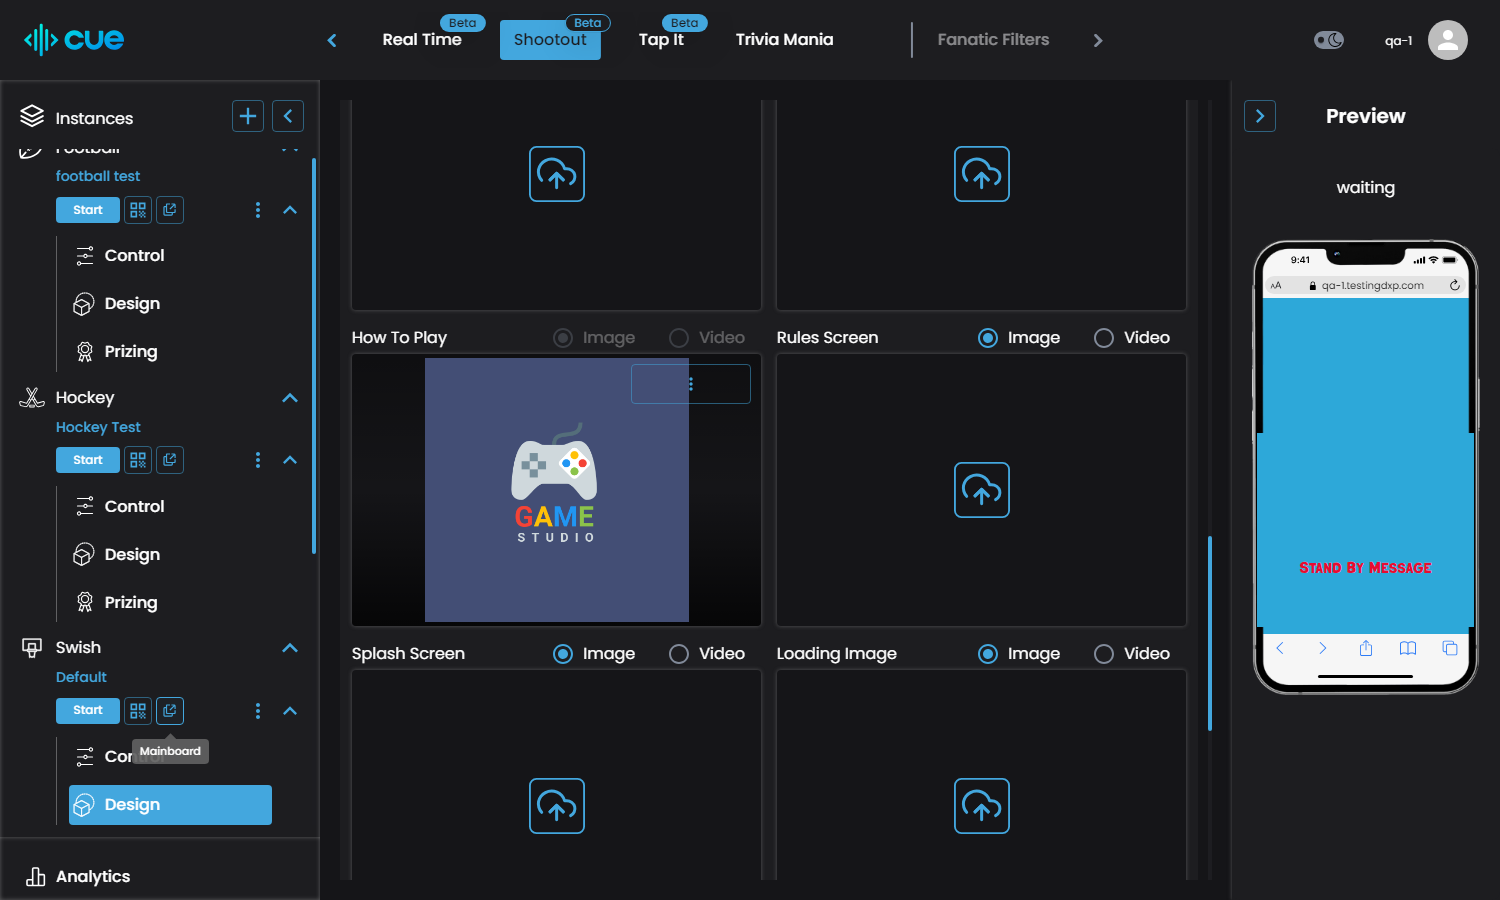 cue
Real Time
Beta
Shootout
Beta
Tap It
Beta
Trivia Mania
Fanatic Filters
qa-1
Instances
Football
football test
Start
Control
Design
Prizing
Hockey
Hockey Test
Start
Control
Design
Prizing
Swish
Default
Start
Mainboard
Control
Design
Analytics
How To Play
Image
Video
Rules Screen
Image
Video
GAME
STUDIO
Splash Screen
Image
Video
Loading Image
Image
Video
Preview
waiting
9:41
AA
qa-1.testingdxp.com
Stand By Message